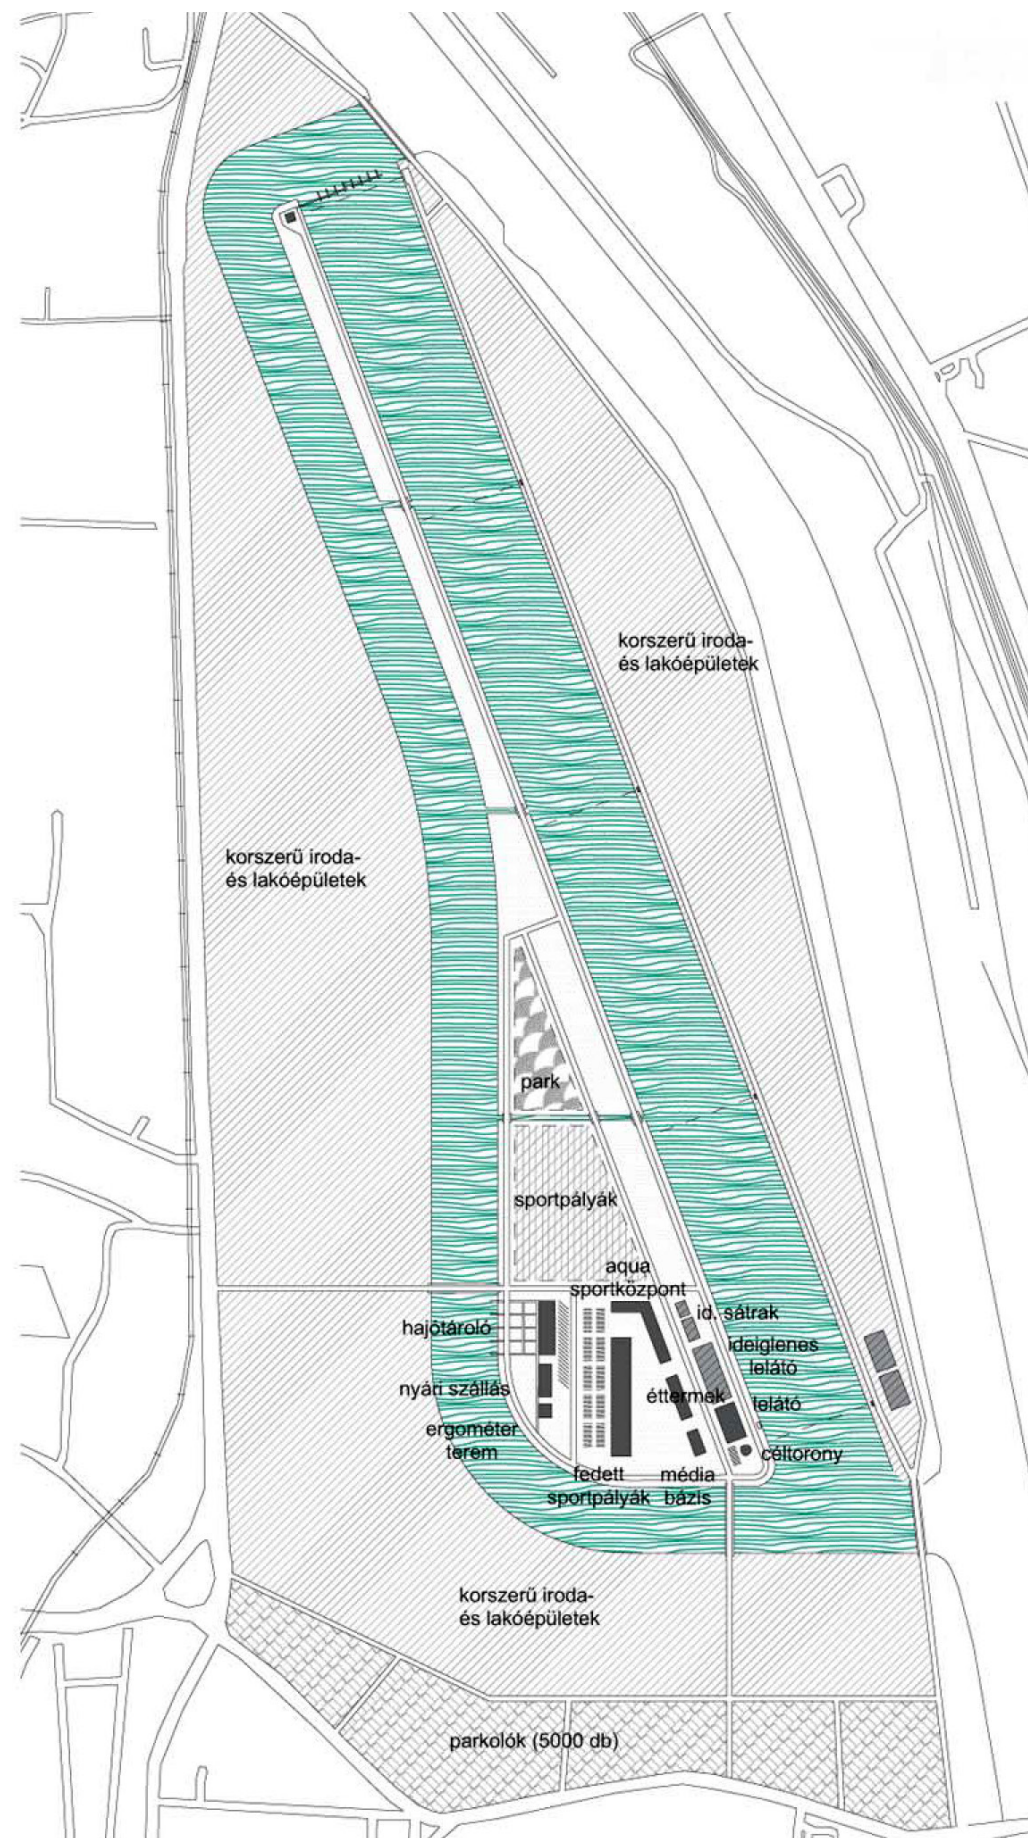 korszerű iroda-
és lakóépületek
korszerű iroda-
és lakóépületek
park
sportpályák
aqua
sportközpont
id. sátrak
hajótároló
ideiglenes
lelátó
nyári szállás
éttermek
lelátó
ergométer
terem
céltorony
fedett
sportpályák
média
bázis
korszerű iroda-
és lakóépületek
parkolók (5000 db)